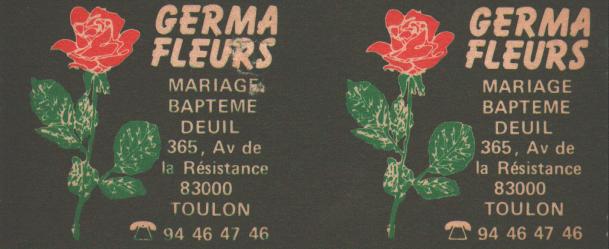 GERMA
FLEURS
MARIAGE
BAPTEME
DEUIL
365, Av de
la Résistance
83000
TOULON
☎ 94 46 47 46
GERMA
FLEURS
MARIAGE
BAPTEME
DEUIL
365, Av de
la Résistance
83000
TOULON
☎ 94 46 47 46